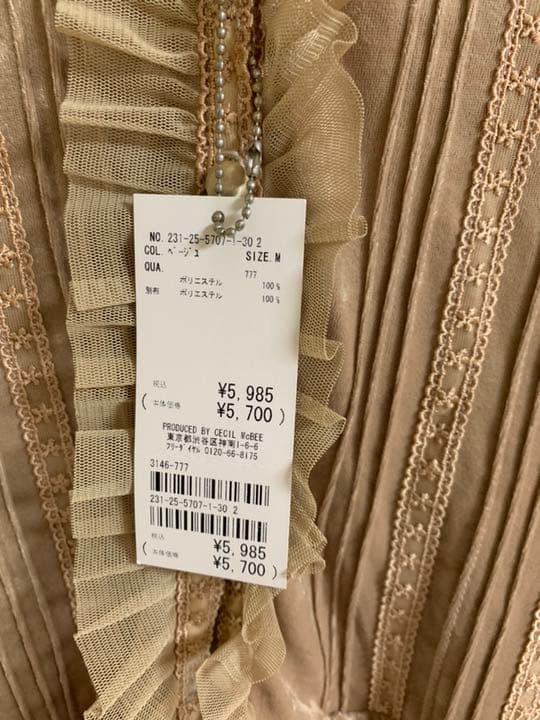 NO. 231-25-5707-1-30 2
COL. ベージュ SIZE. M
QUA. 777
ポリエステル 100%
別布 ポリエステル 100%
税込 ¥5,985
( 本体価格 ¥5,700 )
PRODUCED BY CECIL McBEE
東京都渋谷区神南1-6-6
フリーダイヤル 0120-66-8175
3146-777
231-25-5707-1-30 2
税込 ¥5,985
( 本体価格 ¥5,700 )